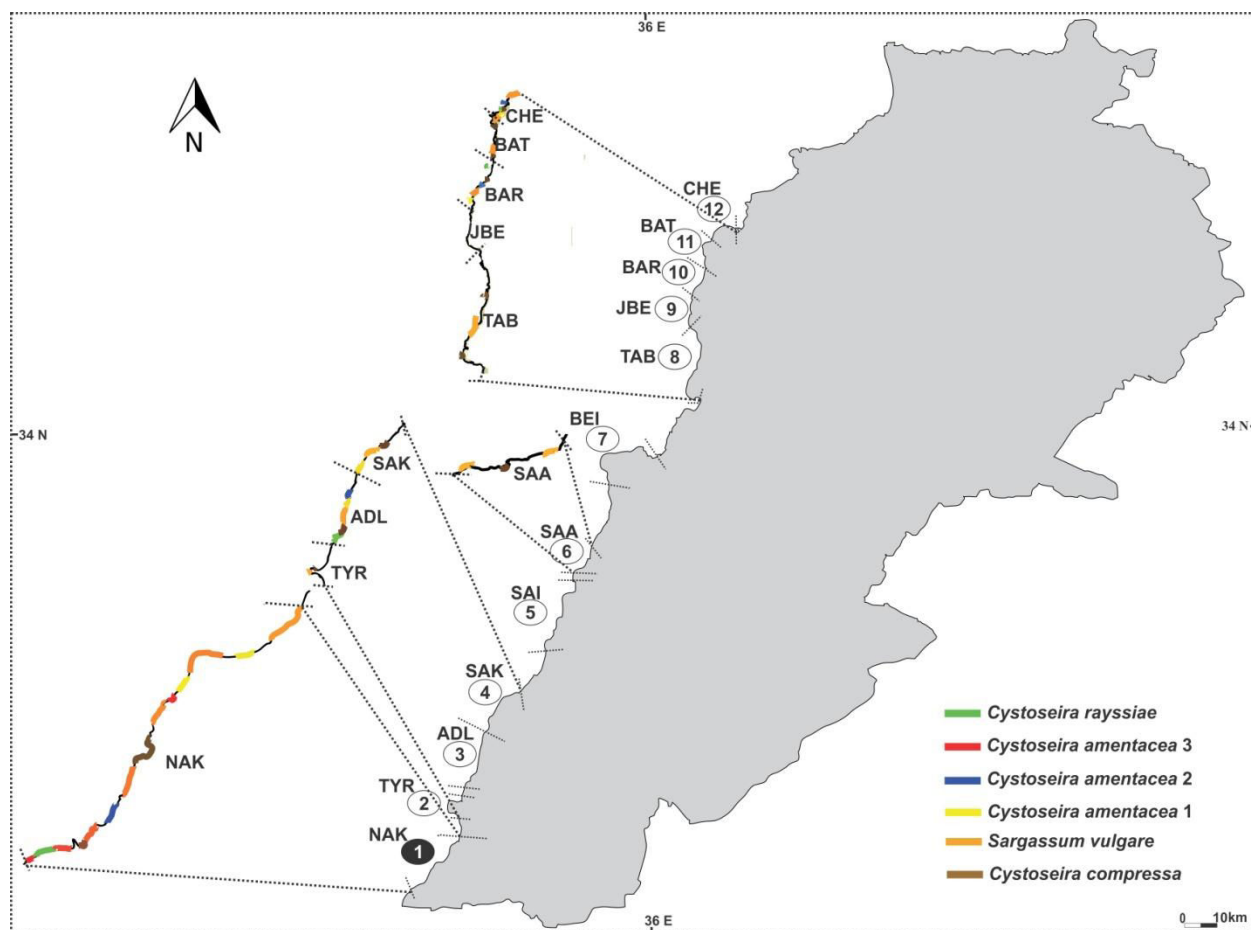 36 E
N
CHE
BAT
BAR
JBE
TAB
CHE
12
BAT
11
BAR
10
JBE
9
TAB
8
34 N
34 N
BEI
7
SAK
SAA
ADL
SAA
6
TYR
SAI
5
SAK
4
NAK
ADL
3
TYR
2
NAK
1
Cystoseira rayssiae
Cystoseira amentacea 3
Cystoseira amentacea 2
Cystoseira amentacea 1
Sargassum vulgare
Cystoseira compressa
36 E
0 10km